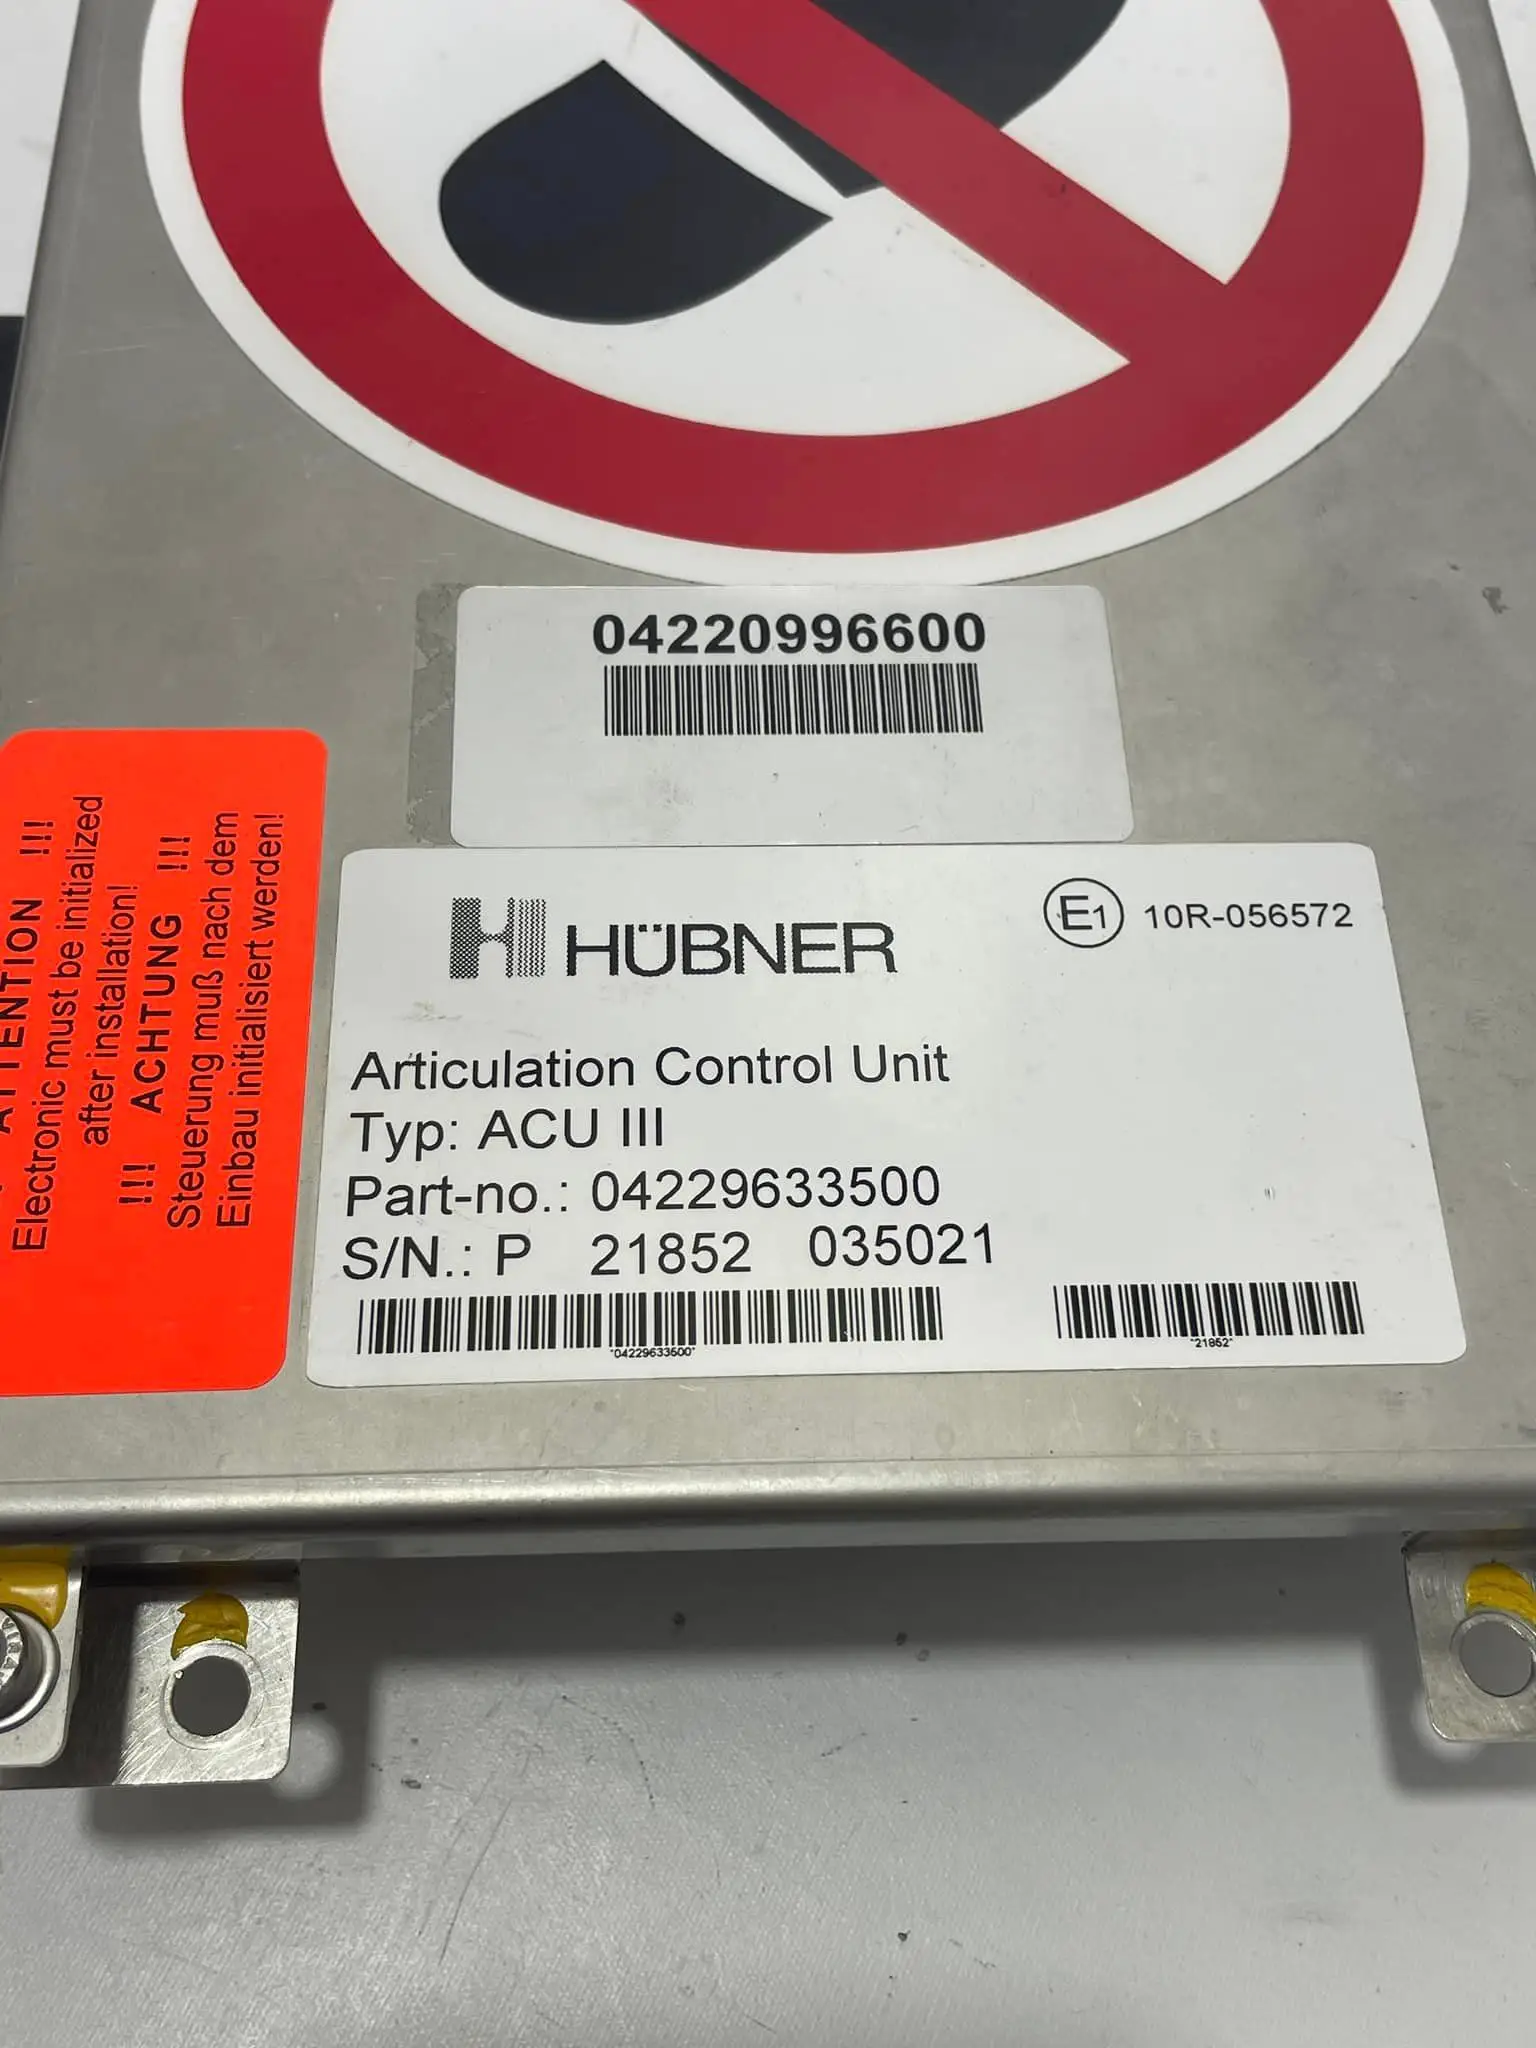 04220996600
!!! ATTENTION !!!
Electronic must be initialized
after installation!
!!! ACHTUNG !!!
Steuerung muß nach dem
Einbau initialisiert werden!
HÜBNER
E1 10R-056572
Articulation Control Unit
Typ: ACU III
Part-no.: 04229633500
S/N.: P 21852 035021
*04229633500*
*21852*